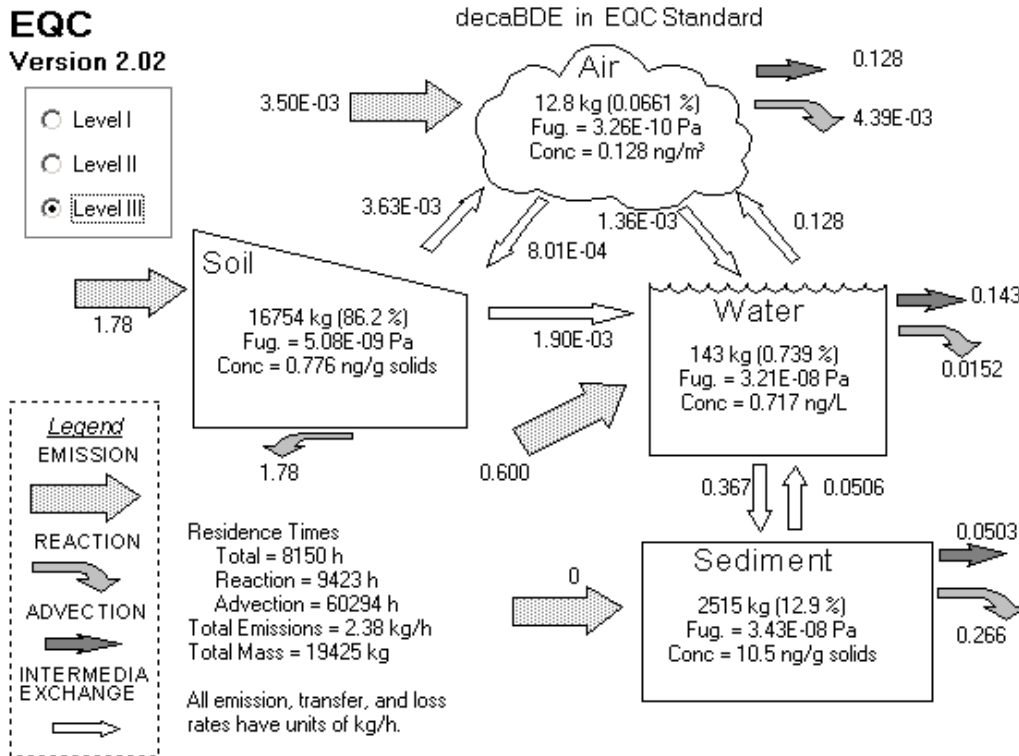 EQC
Version 2.02
decaBDE in EQC Standard
Level I
Level II
Level III
Air
12.8 kg (0.0661 %)
Fug. = 3.26E-10 Pa
Conc = 0.128 ng/m³
3.50E-03
0.128
4.39E-03
3.63E-03
8.01E-04
1.36E-03
0.128
Soil
16754 kg (86.2 %)
Fug. = 5.08E-09 Pa
Conc = 0.776 ng/g solids
1.78
1.78
1.90E-03
Water
143 kg (0.739 %)
Fug. = 3.21E-08 Pa
Conc = 0.717 ng/L
0.143
0.0152
0.600
0.367
0.0506
Legend
EMISSION
REACTION
ADVECTION
INTERMEDIA
EXCHANGE
Residence Times
Total = 8150 h
Reaction = 9423 h
Advection = 60294 h
Total Emissions = 2.38 kg/h
Total Mass = 19425 kg
All emission, transfer, and loss
rates have units of kg/h.
0
Sediment
2515 kg (12.9 %)
Fug. = 3.43E-08 Pa
Conc = 10.5 ng/g solids
0.0503
0.266